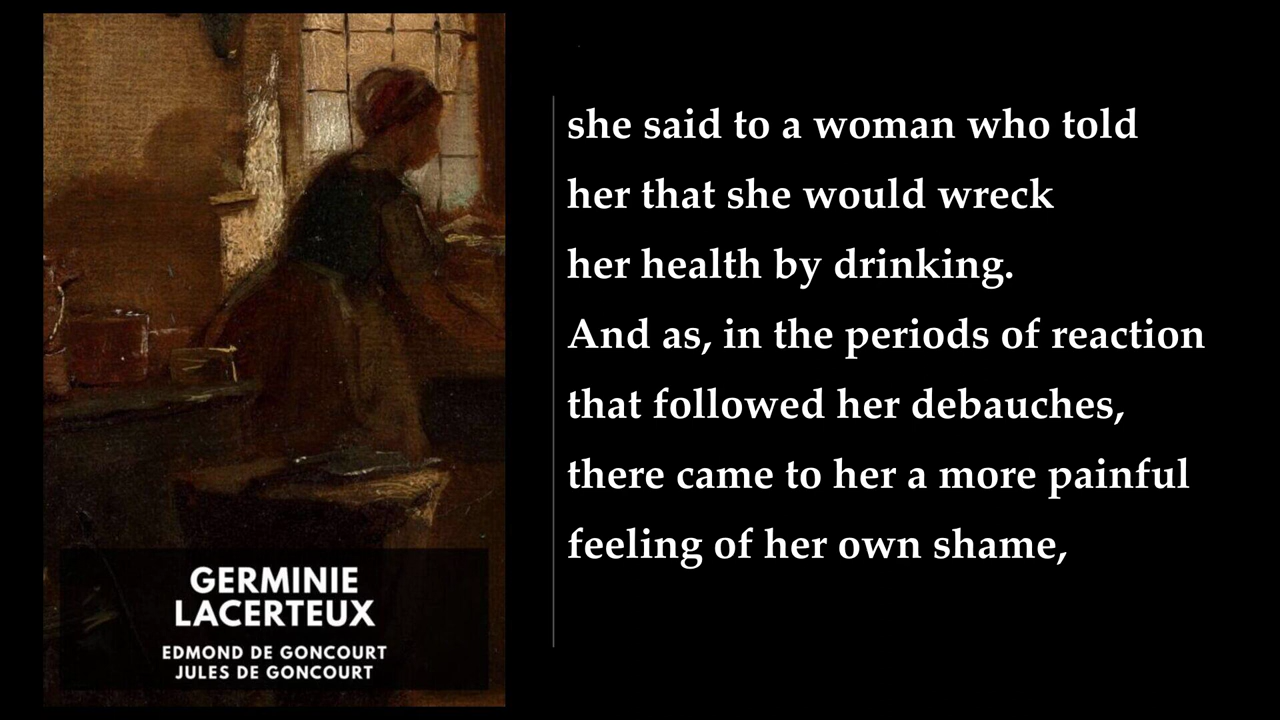 GERMINIE
LACERTEUX
EDMOND DE GONCOURT
JULES DE GONCOURT
she said to a woman who told
her that she would wreck
her health by drinking.
And as, in the periods of reaction
that followed her debauches,
there came to her a more painful
feeling of her own shame,